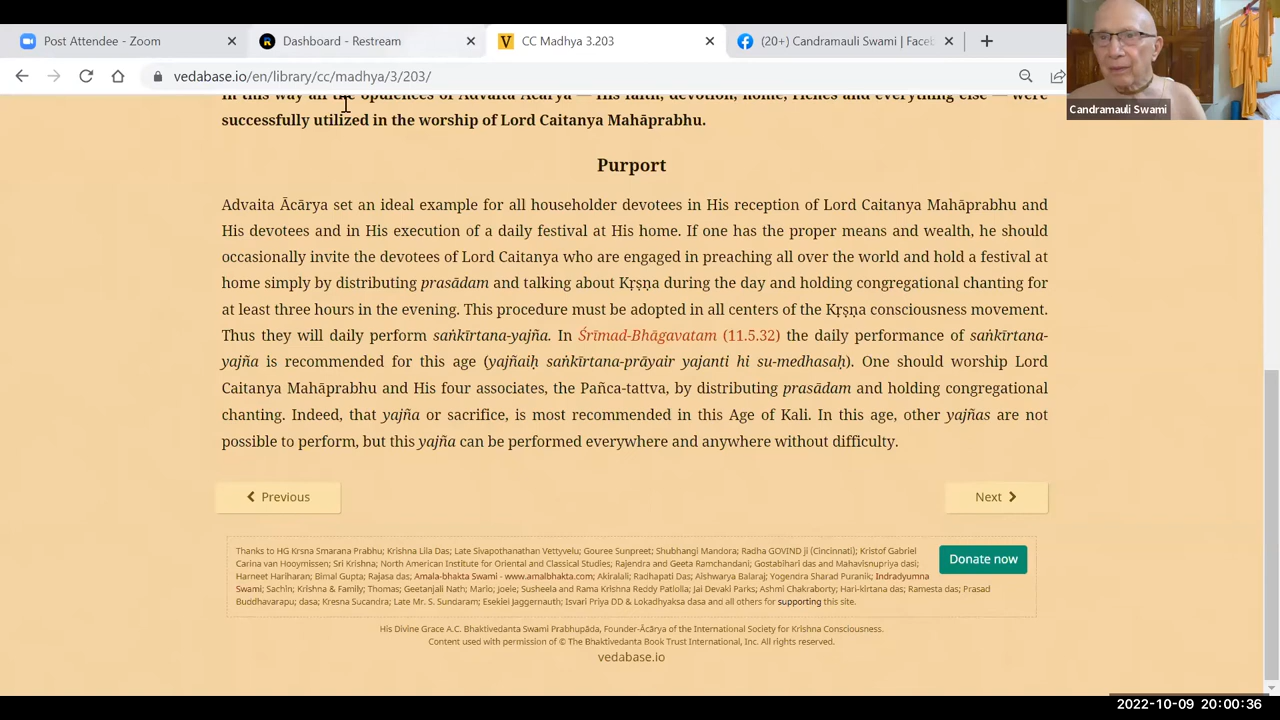 Post Attendee - Zoom
Dashboard - Restream
CC Madhya 3.203
(20+) Candramauli Swami | Facel
vedabase.io/en/library/cc/madhya/3/203/
Candramauli Swami
In this way all the opulences of Advaita Ācārya — His faith, devotion, home, riches and everything else — were
successfully utilized in the worship of Lord Caitanya Mahāprabhu.
Purport
Advaita Ācārya set an ideal example for all householder devotees in His reception of Lord Caitanya Mahāprabhu and
His devotees and in His execution of a daily festival at His home. If one has the proper means and wealth, he should
occasionally invite the devotees of Lord Caitanya who are engaged in preaching all over the world and hold a festival at
home simply by distributing prasādam and talking about Kṛṣṇa during the day and holding congregational chanting for
at least three hours in the evening. This procedure must be adopted in all centers of the Kṛṣṇa consciousness movement.
Thus they will daily perform saṅkīrtana-yajña. In Śrīmad-Bhāgavatam (11.5.32) the daily performance of saṅkīrtana-
yajña is recommended for this age (yajñaiḥ saṅkīrtana-prāyair yajanti hi su-medhasaḥ). One should worship Lord
Caitanya Mahāprabhu and His four associates, the Pañca-tattva, by distributing prasādam and holding congregational
chanting. Indeed, that yajña or sacrifice, is most recommended in this Age of Kali. In this age, other yajñas are not
possible to perform, but this yajña can be performed everywhere and anywhere without difficulty.
Previous
Next
Thanks to HG Krsna Smarana Prabhu; Krishna Lila Das; Late Sivapothanathan Vettyvelu; Gouree Sunpreet; Shubhangi Mandora; Radha GOVIND ji (Cincinnati); Kristof Gabriel
Carina van Hooymissen; Sri Krishna; North American Institute for Oriental and Classical Studies; Rajendra and Geeta Ramchandani; Gostabihari das and Mahavisnupriya dasi;
Harneet Hariharan; Bimal Gupta; Rajasa das; Amala-bhakta Swami - www.amalbhakta.com; Akiralali; Radhapati Das; Aishwarya Balaraj; Yogendra Sharad Puranik; Indradyumna
Swami; Sachin; Krishna & Family; Thomas; Geetanjali Nath; Marlo; Joeie; Susheela and Rama Krishna Reddy Patlolla; Jai Devaki Parks; Ashmi Chakraborty; Hari-kirtana das; Ramesta das; Prasad
Buddhavarapu; dasa; Kresna Sucandra; Late Mr. S. Sundaram; Esekiel Jaggernauth; Isvari Priya DD & Lokadhyaksa dasa and all others for supporting this site.
Donate now
His Divine Grace A.C. Bhaktivedanta Swami Prabhupāda, Founder-Ācārya of the International Society for Krishna Consciousness.
Content used with permission of © The Bhaktivedanta Book Trust International, Inc. All rights reserved.
vedabase.io
2022-10-09 20:00:36